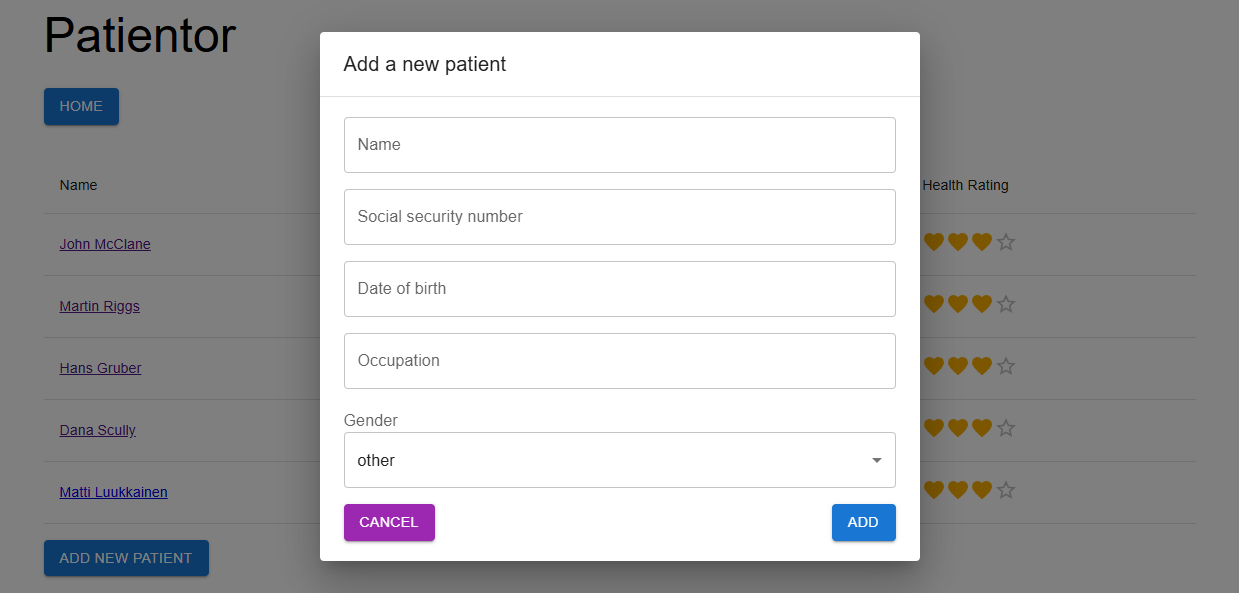 Patientor
HOME
Name
Health Rating
John McClane
Martin Riggs
Hans Gruber
Dana Scully
Matti Luukkainen
ADD NEW PATIENT
Add a new patient
Name
Social security number
Date of birth
Occupation
Gender
other
CANCEL
ADD